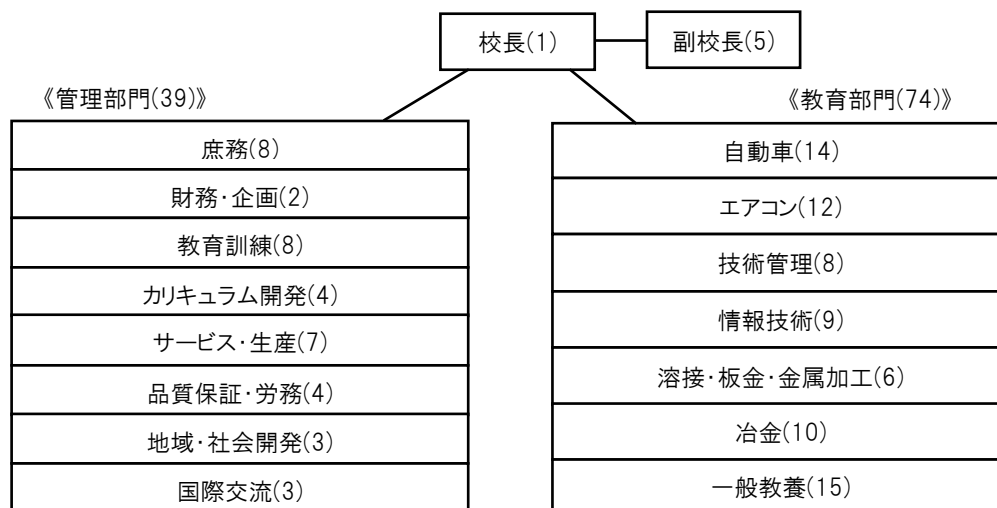 校長(1)
副校長(5)
《管理部門(39)》
庶務(8)
財務・企画(2)
教育訓練(8)
カリキュラム開発(4)
サービス・生産(7)
品質保証・労務(4)
地域・社会開発(3)
国際交流(3)
《教育部門(74)》
自動車(14)
エアコン(12)
技術管理(8)
情報技術(9)
溶接・板金・金属加工(6)
冶金(10)
一般教養(15)